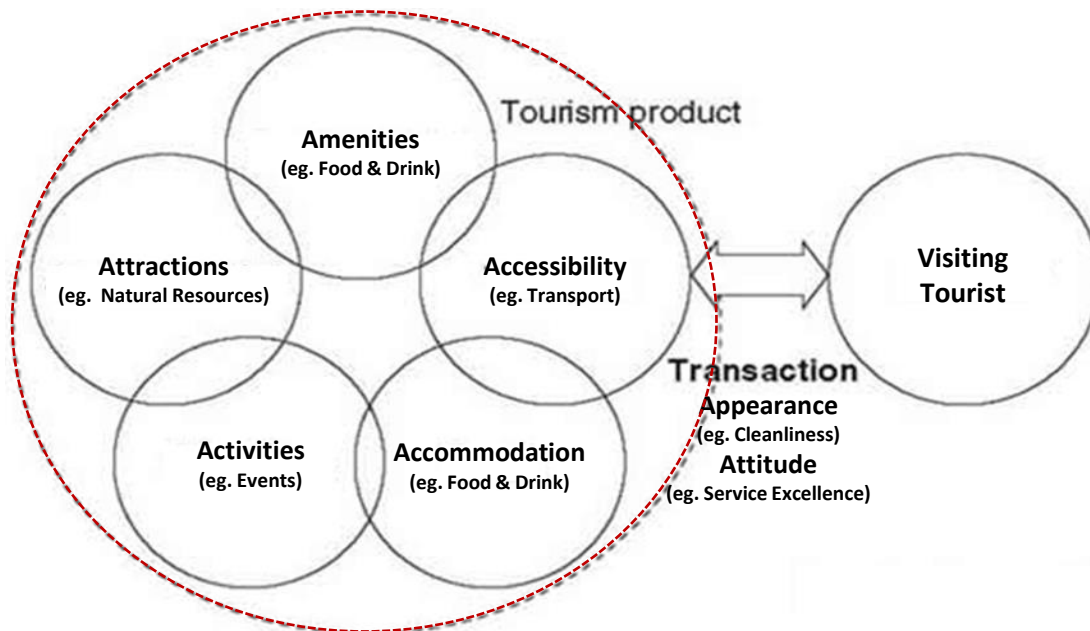 Tourism product
Amenities
(eg. Food & Drink)
Attractions
(eg. Natural Resources)
Accessibility
(eg. Transport)
Visiting
Tourist
Transaction
Appearance
(eg. Cleanliness)
Attitude
(eg. Service Excellence)
Activities
(eg. Events)
Accommodation
(eg. Food & Drink)